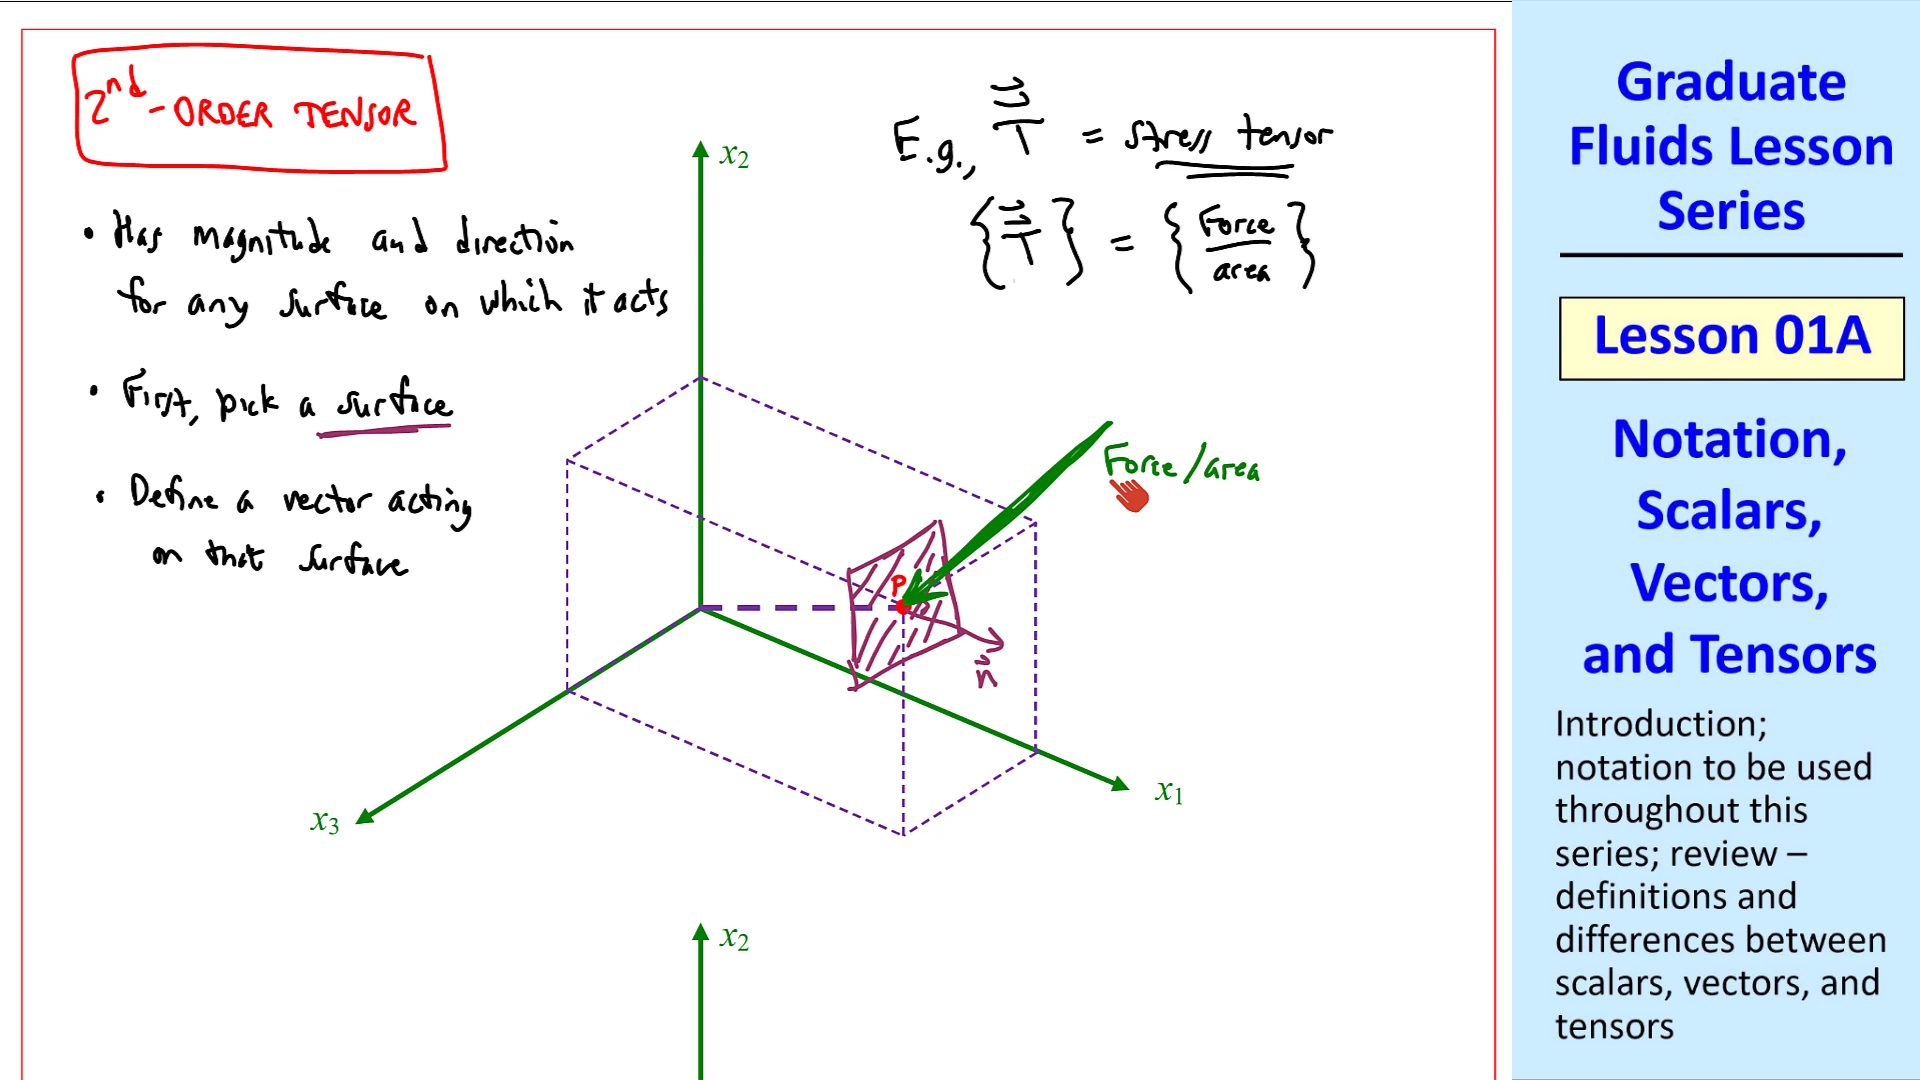 2nd-ORDER TENSOR
• Has magnitude and direction
for any surface on which it acts
• First, pick a surface
• Define a vector acting
on that surface
E.g., T = stress tensor
{T} = {Force/area}
x2
Force/area
P
n
x1
x3
x2
Graduate
Fluids Lesson
Series
Lesson 01A
Notation,
Scalars,
Vectors,
and Tensors
Introduction;
notation to be used
throughout this
series; review –
definitions and
differences between
scalars, vectors, and
tensors